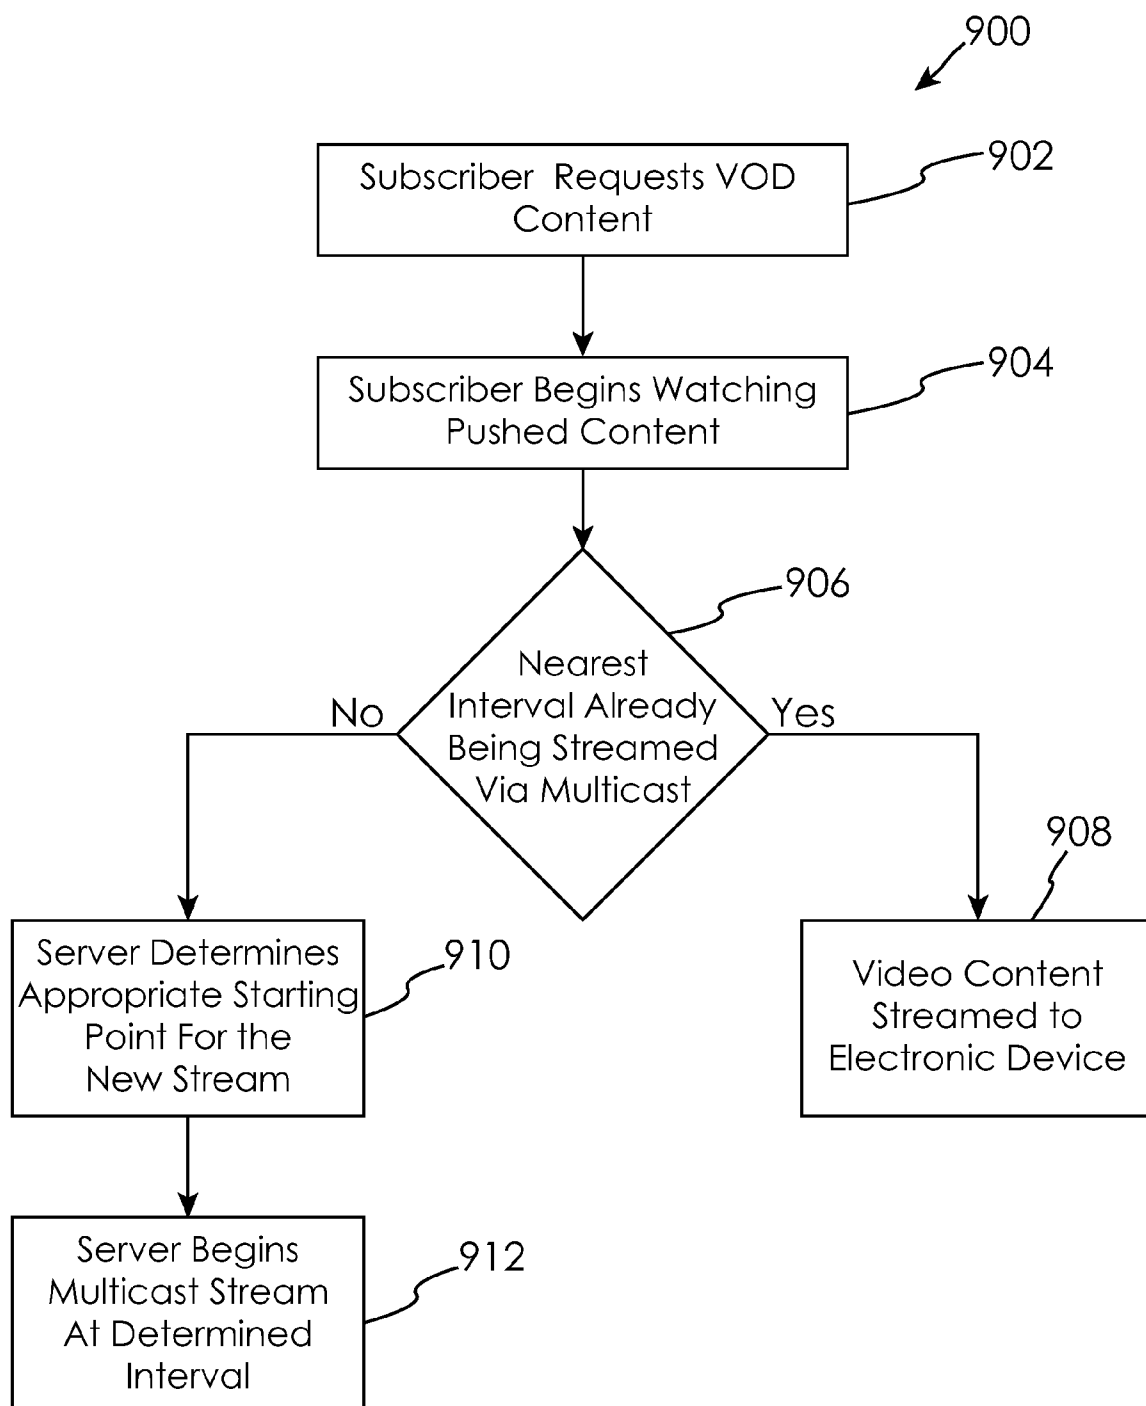 900
Subscriber Requests VOD
Content
902
Subscriber Begins Watching
Pushed Content
904
Nearest
Interval Already
Being Streamed
Via Multicast
906
No
Yes
908
Video Content
Streamed to
Electronic Device
Server Determines
Appropriate Starting
Point For the
New Stream
910
Server Begins
Multicast Stream
At Determined
Interval
912